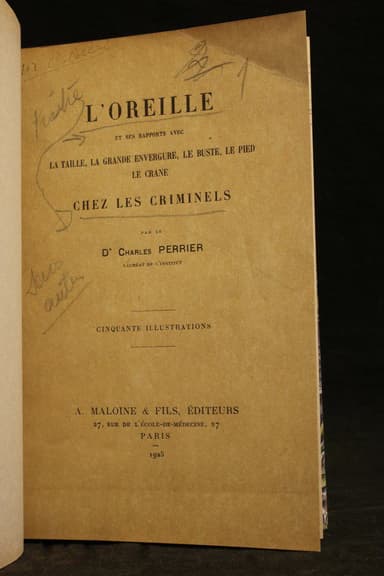 L'OREILLE
ET SES RAPPORTS AVEC
LA TAILLE, LA GRANDE ENVERGURE, LE BUSTE, LE PIED
LE CRANE
CHEZ LES CRIMINELS
PAR LE
Dr CHARLES PERRIER
LAURÉAT DE L'INSTITUT
CINQUANTE ILLUSTRATIONS
A. MALOINE & FILS, ÉDITEURS
27, RUE DE L'ÉCOLE-DE-MÉDECINE, 27
PARIS
1925